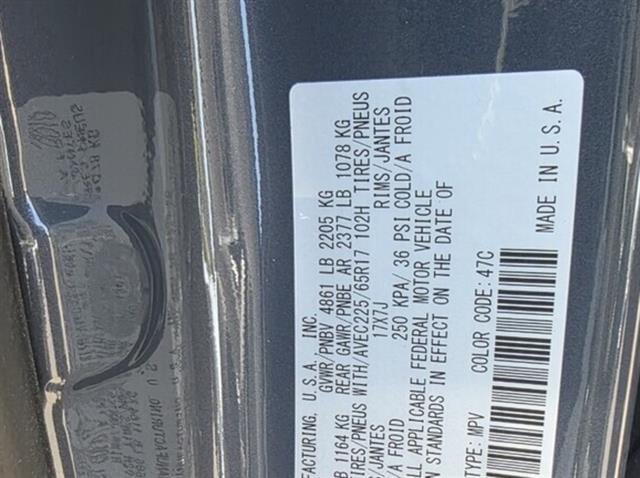 FACTURING, U.S.A. INC.
GVWR/PNBV 4861 LB 2205 KG
B 1164 KG REAR GAWR/PNBE AR 2377 LB 1078 KG
TIRES/PNEUS WITH/AVEC225/65R17 102H TIRES/PNEUS
S/JANTES 17X7J RIMS/JANTES
/A FROID 250 KPA/ 36 PSI COLD/A FROID
LL APPLICABLE FEDERAL MOTOR VEHICLE
N STANDARDS IN EFFECT ON THE DATE OF
TYPE: MPV COLOR CODE: 47C
MADE IN U.S.A.